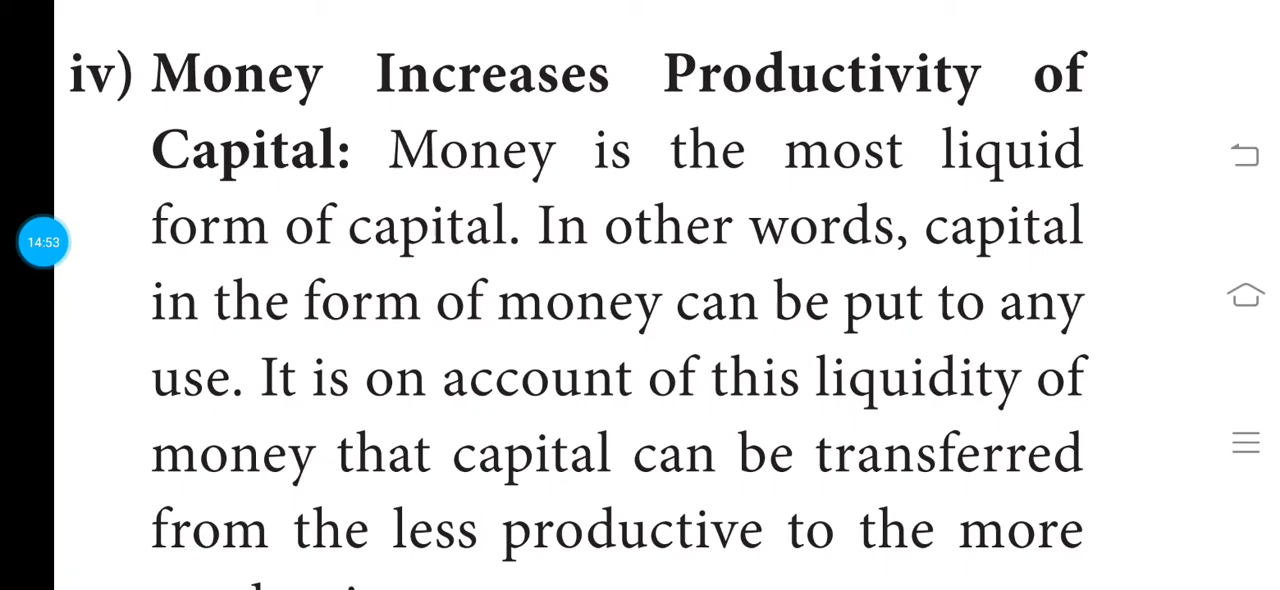 iv) Money Increases Productivity of
Capital: Money is the most liquid
form of capital. In other words, capital
in the form of money can be put to any
use. It is on account of this liquidity of
money that capital can be transferred
from the less productive to the more
14:53